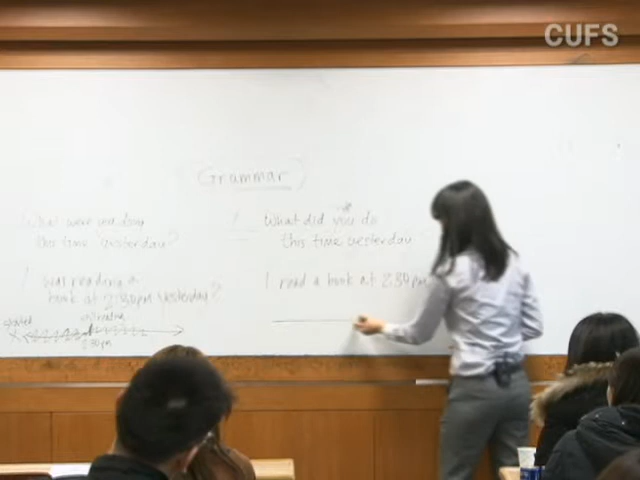 CUFS
Grammar
What were you doing
this time yesterday?
I was reading a
book at 2:30pm yesterday?
started
2:30pm
What did you do
this time yesterday
I read a book at 2:30pm